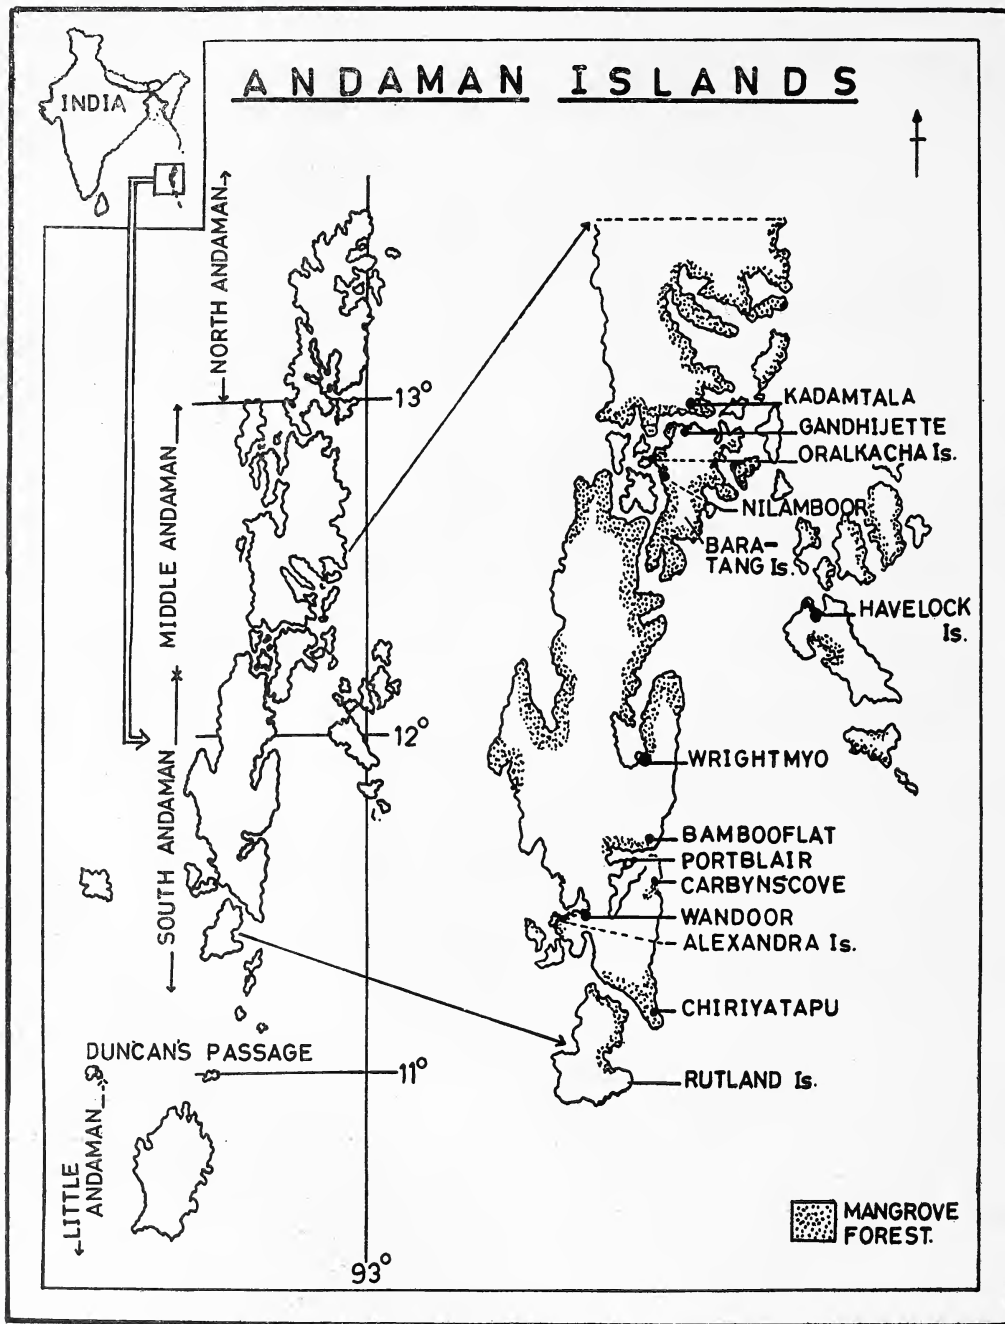 ANDAMAN ISLANDS
INDIA
NORTH ANDAMAN
MIDDLE ANDAMAN
SOUTH ANDAMAN
LITTLE
ANDAMAN
13°
12°
11°
93°
DUNCAN'S PASSAGE
KADAMTALA
GANDHIJETTE
ORALKACHA Is.
NILAMBOOR
BARA-
TANG Is.
HAVELOCK
Is.
WRIGHTMYO
BAMBOOFLAT
PORTBLAIR
CARBYNSCOVE
WANDOOR
ALEXANDRA Is.
CHIRIYATAPU
RUTLAND Is.
MANGROVE
FOREST.